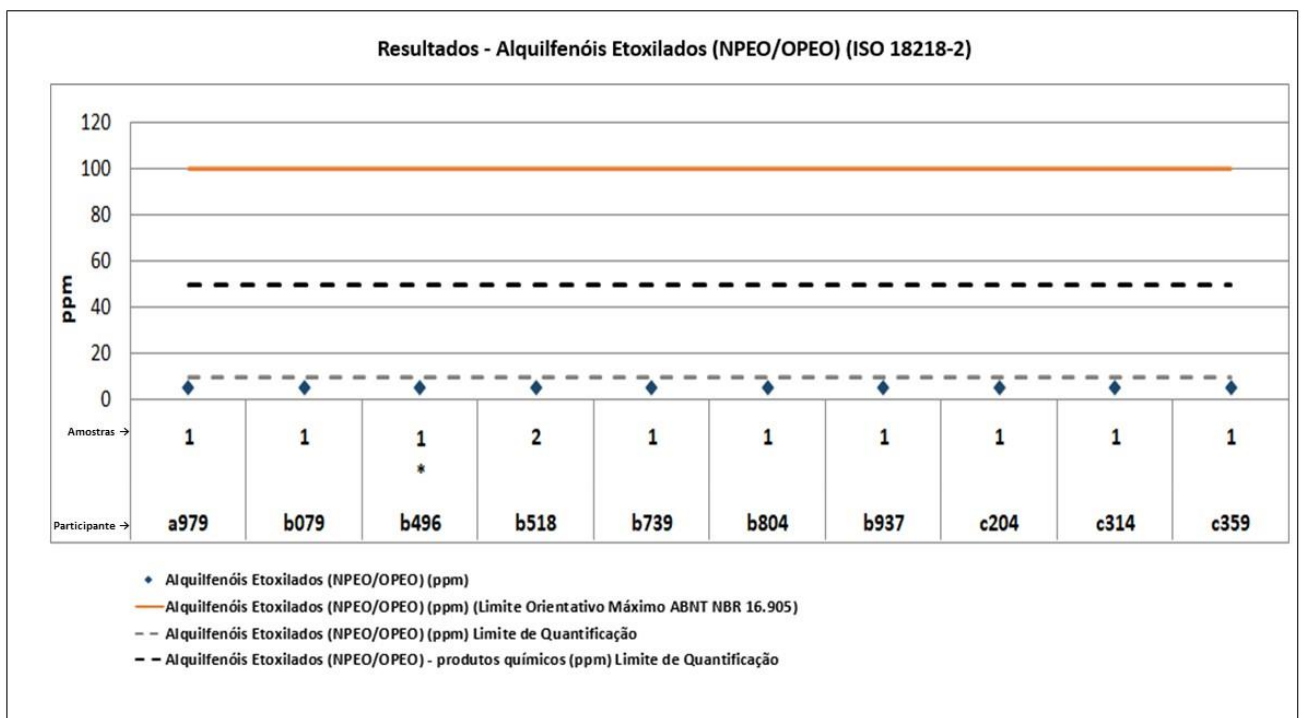 Resultados - Alquilfenóis Etoxilados (NPEO/OPEO) (ISO 18218-2)
120
100
80
60
40
20
0
ppm
Amostras → 1 1 1 2 1 1 1 1 1 1
*
Participante → a979 b079 b496 b518 b739 b804 b937 c204 c314 c359
Alquilfenóis Etoxilados (NPEO/OPEO) (ppm)
Alquilfenóis Etoxilados (NPEO/OPEO) (ppm) (Limite Orientativo Máximo ABNT NBR 16.905)
Alquilfenóis Etoxilados (NPEO/OPEO) (ppm) Limite de Quantificação
Alquilfenóis Etoxilados (NPEO/OPEO) - produtos químicos (ppm) Limite de Quantificação